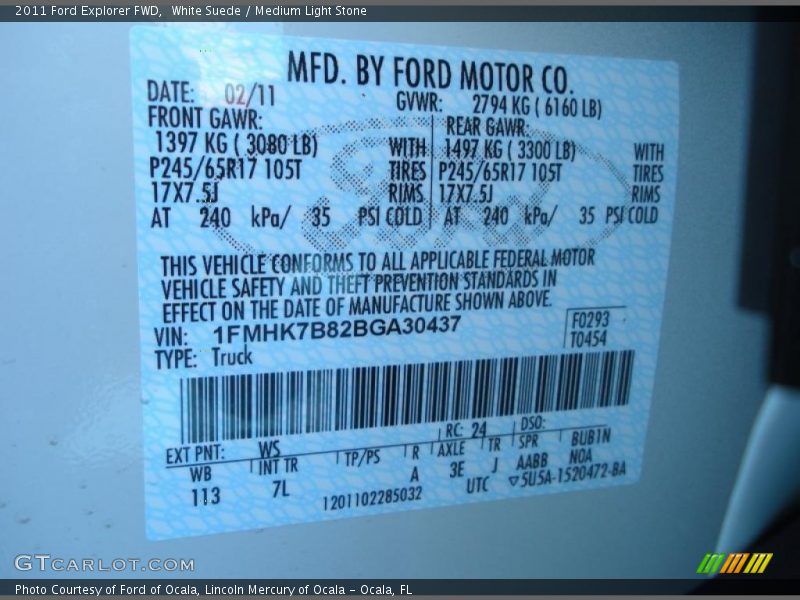 2011 Ford Explorer FWD,  White Suede / Medium Light Stone
MFD. BY FORD MOTOR CO.
DATE: 02/11 GVWR: 2794 KG ( 6160 LB)
FRONT GAWR: REAR GAWR:
1397 KG ( 3080 LB) WITH 1497 KG ( 3300 LB) WITH
P245/65R17 105T TIRES P245/65R17 105T TIRES
17X7.5J RIMS 17X7.5J RIMS
AT 240 kPa/ 35 PSI COLD AT 240 kPa/ 35 PSI COLD
THIS VEHICLE CONFORMS TO ALL APPLICABLE FEDERAL MOTOR
VEHICLE SAFETY AND THEFT PREVENTION STANDARDS IN
EFFECT ON THE DATE OF MANUFACTURE SHOWN ABOVE.
VIN: 1FMHK7B82BGA30437 F0293
TYPE: Truck T0454
EXT PNT: WS RC: 24 DSO:
WB INT TR TP/PS R AXLE TR SPR BUB1N
113 7L A 3E J AABB NOA
1201102285032 UTC ▽5U5A-1520472-BA
Ford
GTCARLOT.COM
Photo Courtesy of Ford of Ocala, Lincoln Mercury of Ocala - Ocala, FL